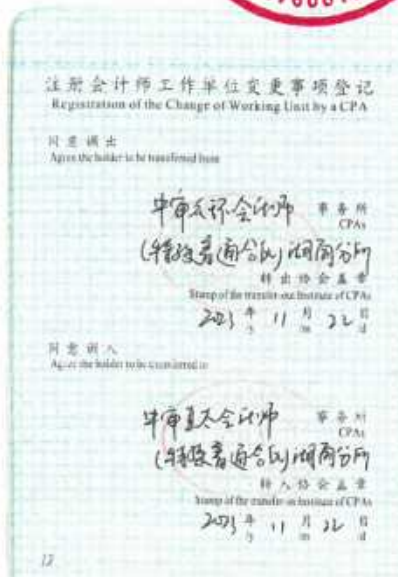 注册会计师工作单位变更事项登记
Registration of the Change of Working Unit by a CPA
同意调出
Agree the holder to be transferred from
中审众环会计师 事务所
CPAs
(特殊普通合伙)湖南分所
转出协会盖章
Stamp of the transfer-out Institute of CPAs
2023 年 11 月 22 日
y m d
同意调入
Agree the holder to be transferred to
中审亚太会计师 事务所
CPAs
(特殊普通合伙)湖南分所
转入协会盖章
Stamp of the transfer-in Institute of CPAs
2023 年 11 月 22 日
y m d
12